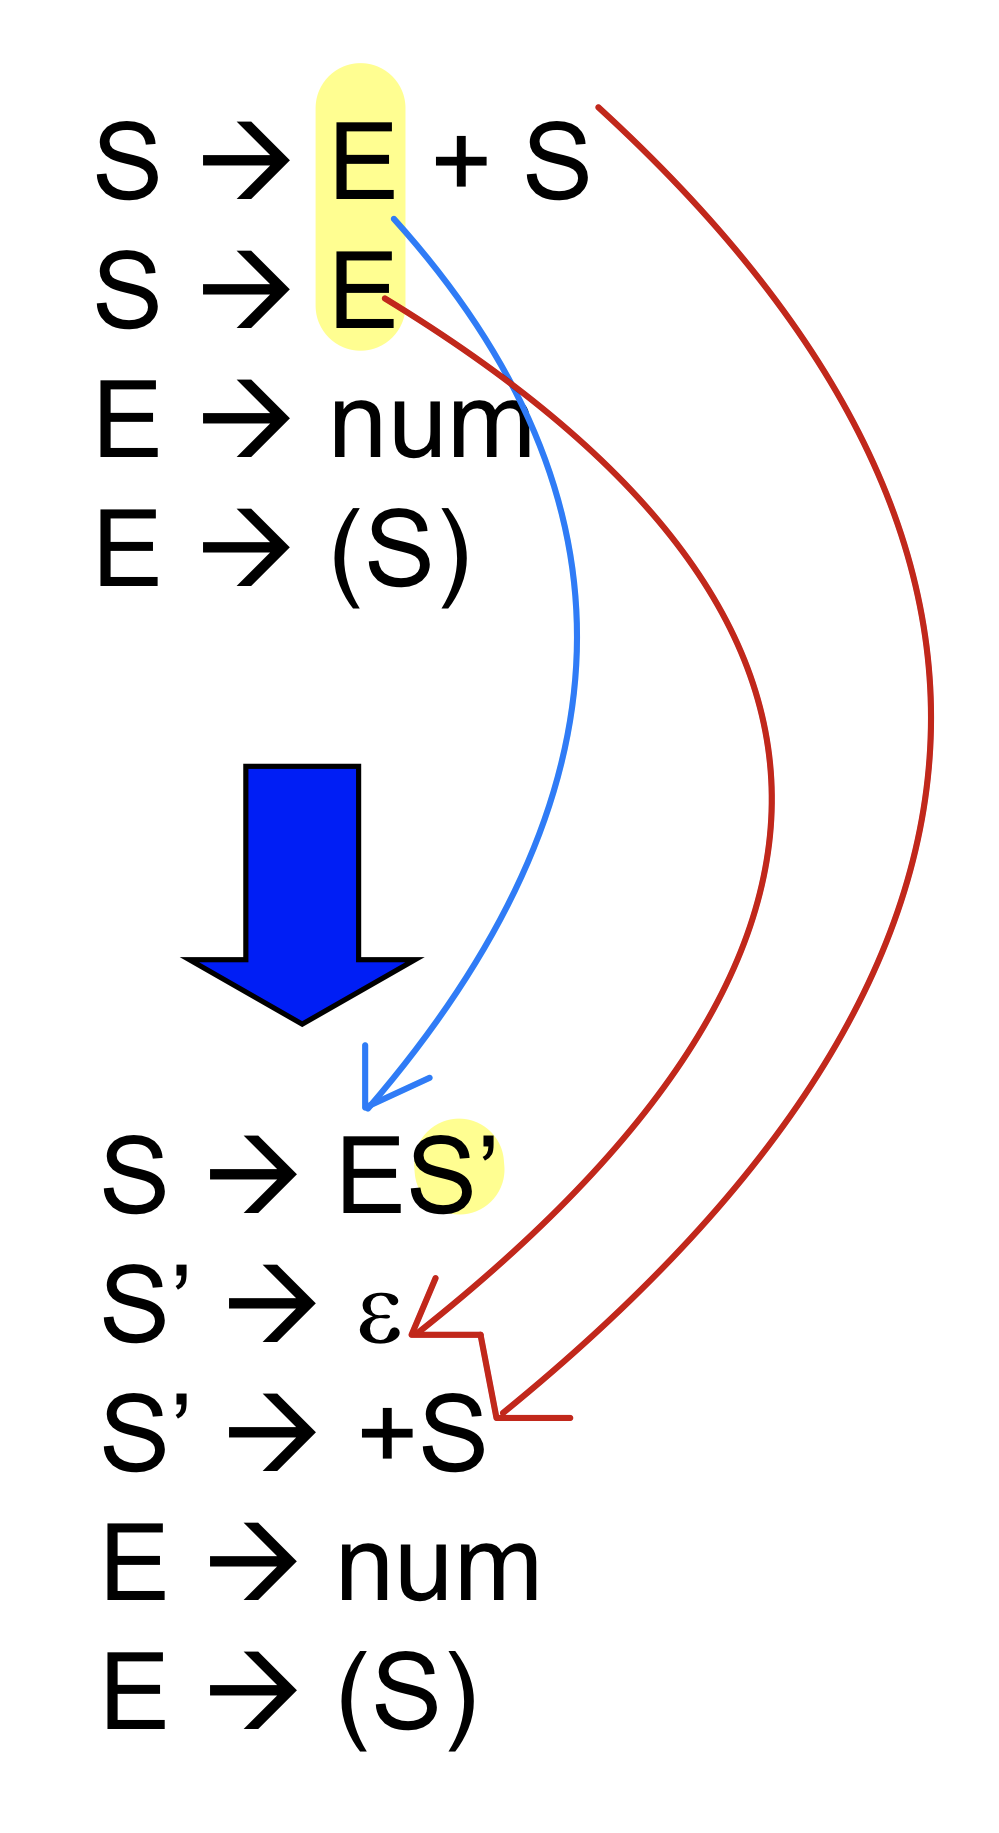 S → E + S
S → E
E → num
E → (S)
S → ES’
S’ → ε
S’ → +S
E → num
E → (S)